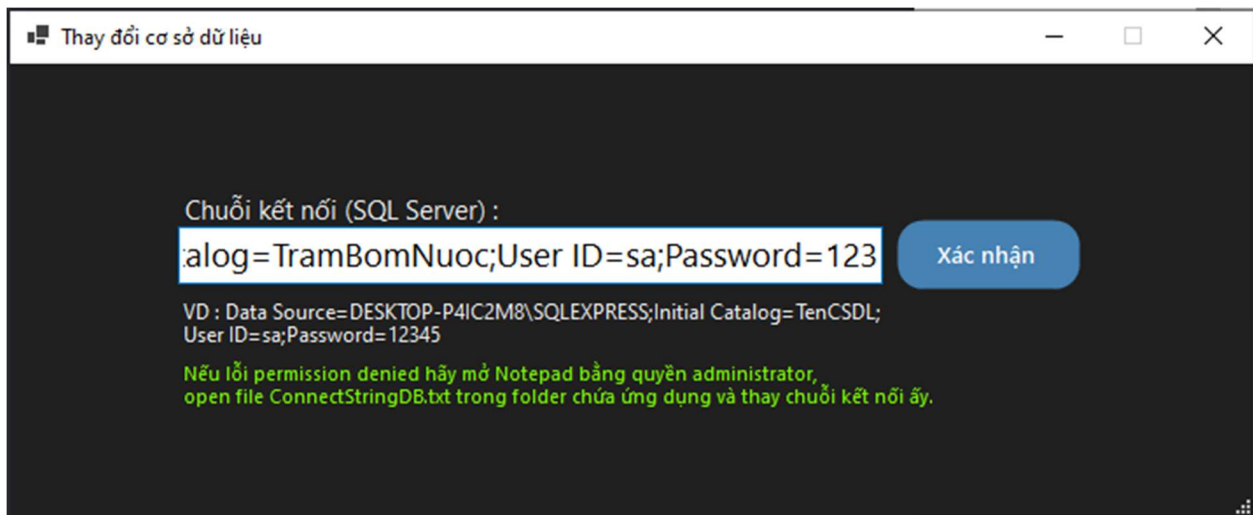 Thay đổi cơ sở dữ liệu
Chuỗi kết nối (SQL Server) :
talog=TramBomNuoc;User ID=sa;Password=123
Xác nhận
VD : Data Source=DESKTOP-P4IC2M8\SQLEXPRESS;Initial Catalog=TenCSDL;
User ID=sa;Password=12345
Nếu lỗi permission denied hãy mở Notepad bằng quyền administrator,
open file ConnectStringDB.txt trong folder chứa ứng dụng và thay chuỗi kết nối ấy.